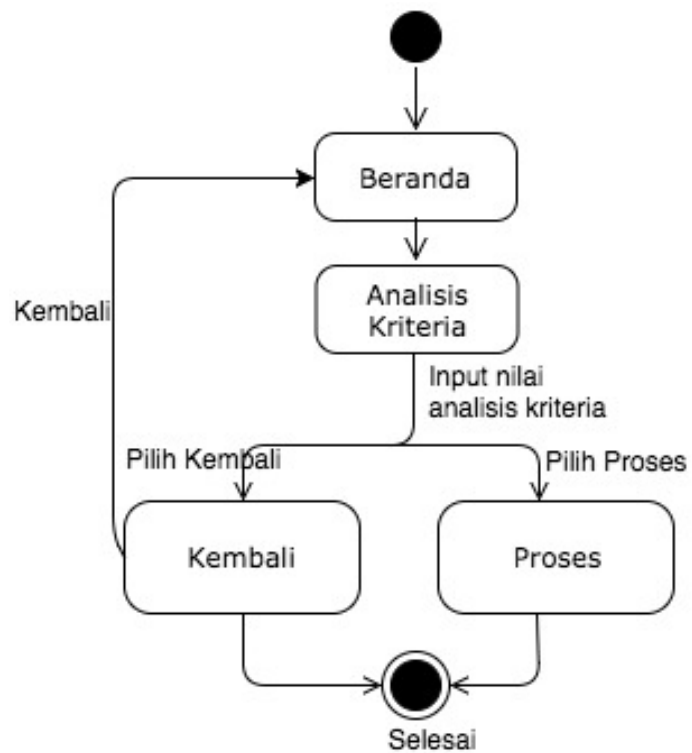 Beranda
Kembali
Analisis
Kriteria
Input nilai
analisis kriteria
Pilih Kembali
Pilih Proses
Kembali
Proses
Selesai